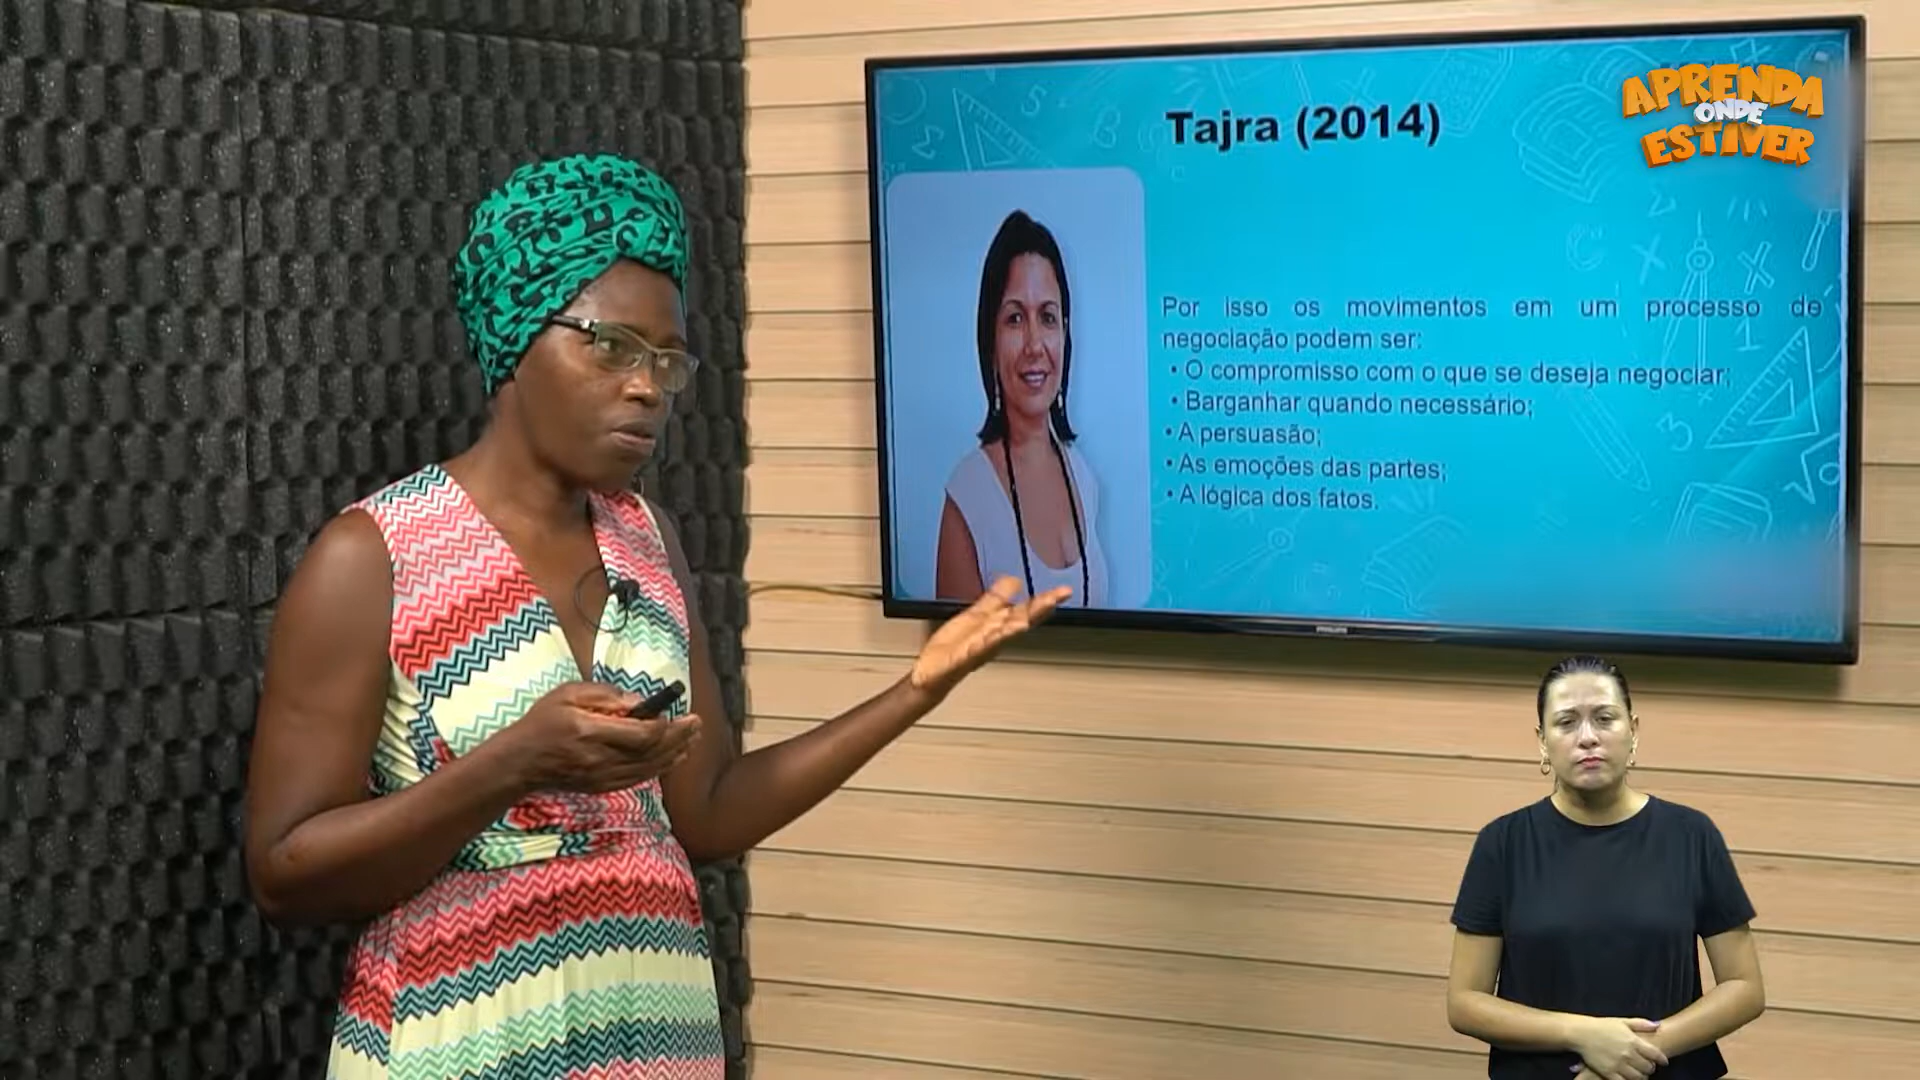 APRENDA
ONDE
ESTIVER
Tajra (2014)
Por isso os movimentos em um processo de
negociação podem ser:
• O compromisso com o que se deseja negociar;
• Barganhar quando necessário;
• A persuasão;
• As emoções das partes;
• A lógica dos fatos.
PHILIPS